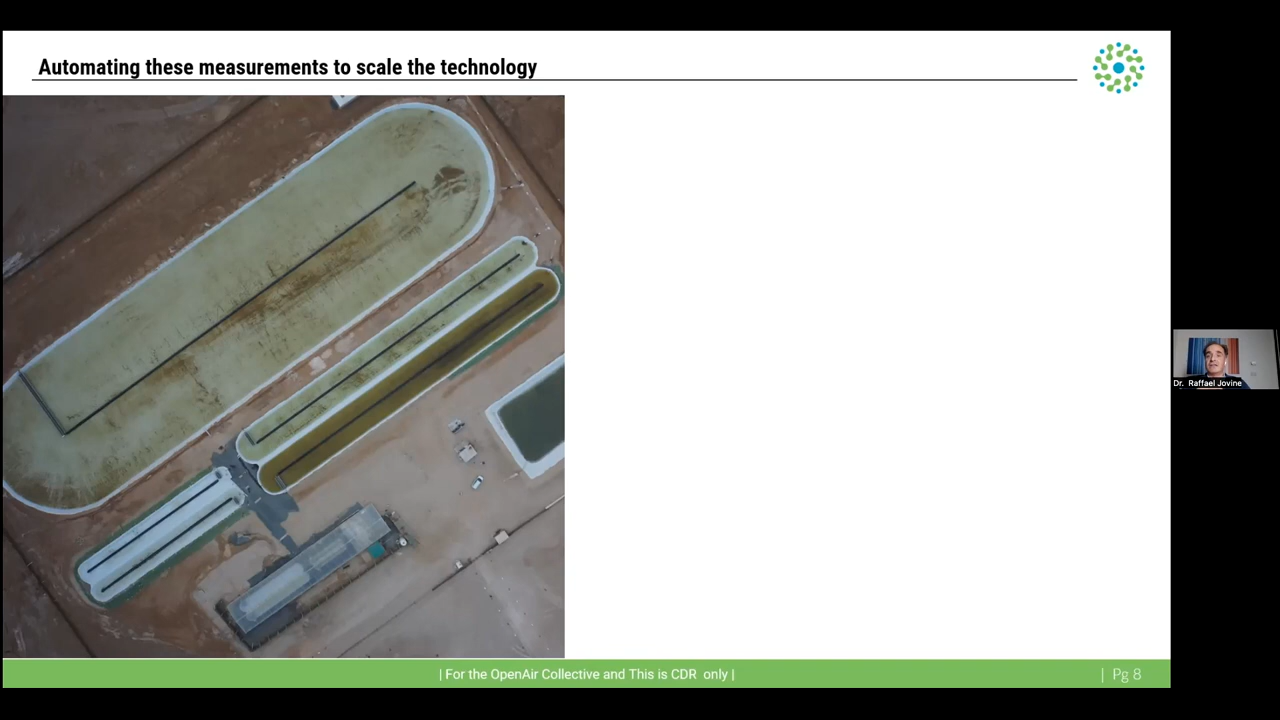 Automating these measurements to scale the technology
Dr. Raffael Jovine
| For the OpenAir Collective and This is CDR only |
| Pg 8